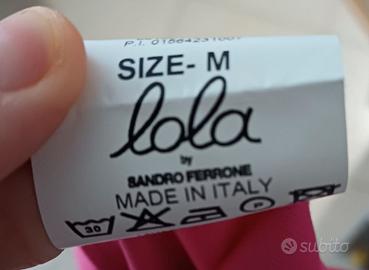 SIZE- M
lola
by
SANDRO FERRONE
MADE IN ITALY
30
P
subito